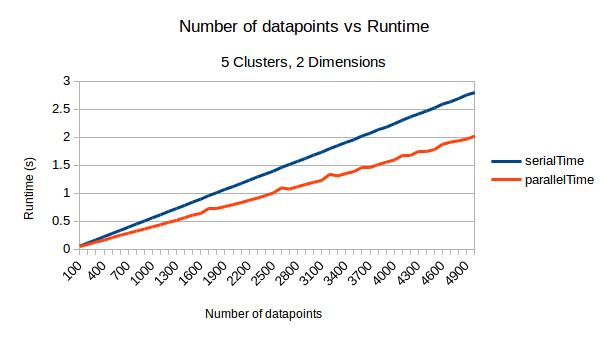 Number of datapoints vs Runtime
5 Clusters, 2 Dimensions
3
2.5
2
1.5
1
0.5
0
Runtime (s)
100 400 700 1000 1300 1600 1900 2200 2500 2800 3100 3400 3700 4000 4300 4600 4900
Number of datapoints
serialTime
parallelTime